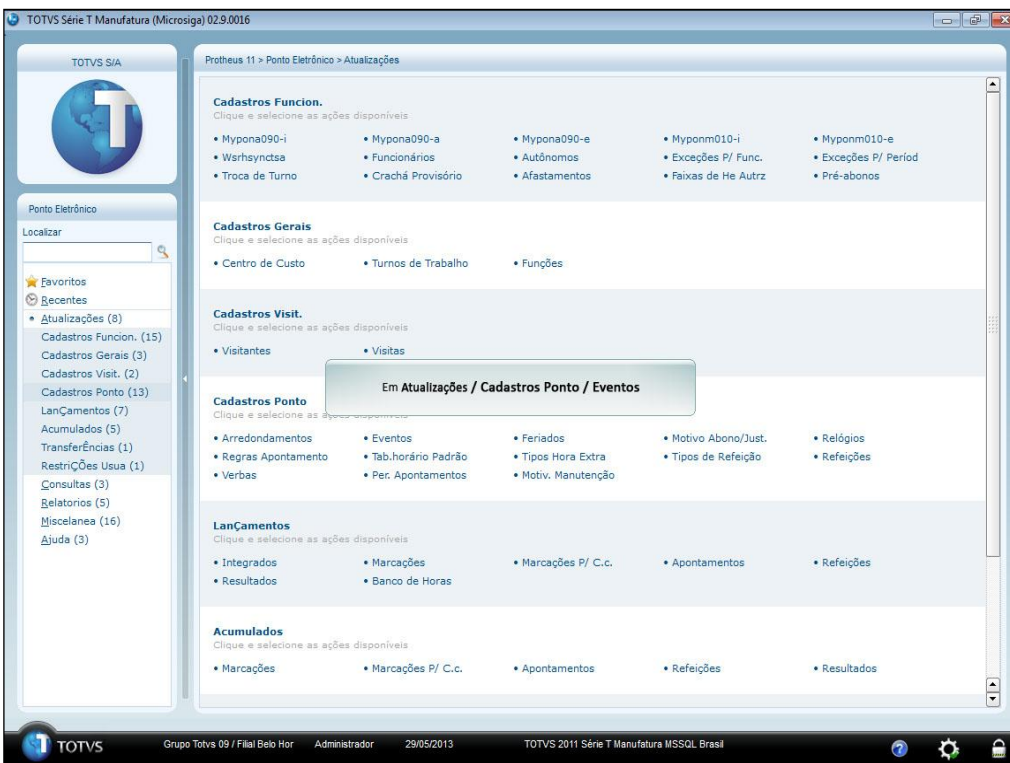 TOTVS Série T Manufatura (Microsiga) 02.9.0016
TOTVS S/A
Ponto Eletrônico
Localizar
Favoritos
Recentes
• Atualizações (8)
Cadastros Funcion. (15)
Cadastros Gerais (3)
Cadastros Visit. (2)
Cadastros Ponto (13)
LanÇamentos (7)
Acumulados (5)
TransferÊncias (1)
RestriÇÕes Usua (1)
Consultas (3)
Relatorios (5)
Miscelanea (16)
Ajuda (3)
Protheus 11 > Ponto Eletrônico > Atualizações
Cadastros Funcion.
Clique e selecione as ações disponíveis
• Mypona090-i • Mypona090-a • Mypona090-e • Myponm010-i • Myponm010-e
• Wsrhsynctsa • Funcionários • Autônomos • Exceções P/ Func. • Exceções P/ Períod
• Troca de Turno • Crachá Provisório • Afastamentos • Faixas de He Autrz • Pré-abonos
Cadastros Gerais
Clique e selecione as ações disponíveis
• Centro de Custo • Turnos de Trabalho • Funções
Cadastros Visit.
Clique e selecione as ações disponíveis
• Visitantes • Visitas
Em Atualizações / Cadastros Ponto / Eventos
Cadastros Ponto
Clique e selecione as
• Arredondamentos • Eventos • Feriados • Motivo Abono/Just. • Relógios
• Regras Apontamento • Tab.horário Padrão • Tipos Hora Extra • Tipos de Refeição • Refeições
• Verbas • Per. Apontamentos • Motiv. Manutenção
LanÇamentos
Clique e selecione as ações disponíveis
• Integrados • Marcações • Marcações P/ C.c. • Apontamentos • Refeições
• Resultados • Banco de Horas
Acumulados
Clique e selecione as ações disponíveis
• Marcações • Marcações P/ C.c. • Apontamentos • Refeições • Resultados
TOTVS Grupo Totvs 09 / Filial Belo Hor Administrador 29/05/2013 TOTVS 2011 Série T Manufatura MSSQL Brasil